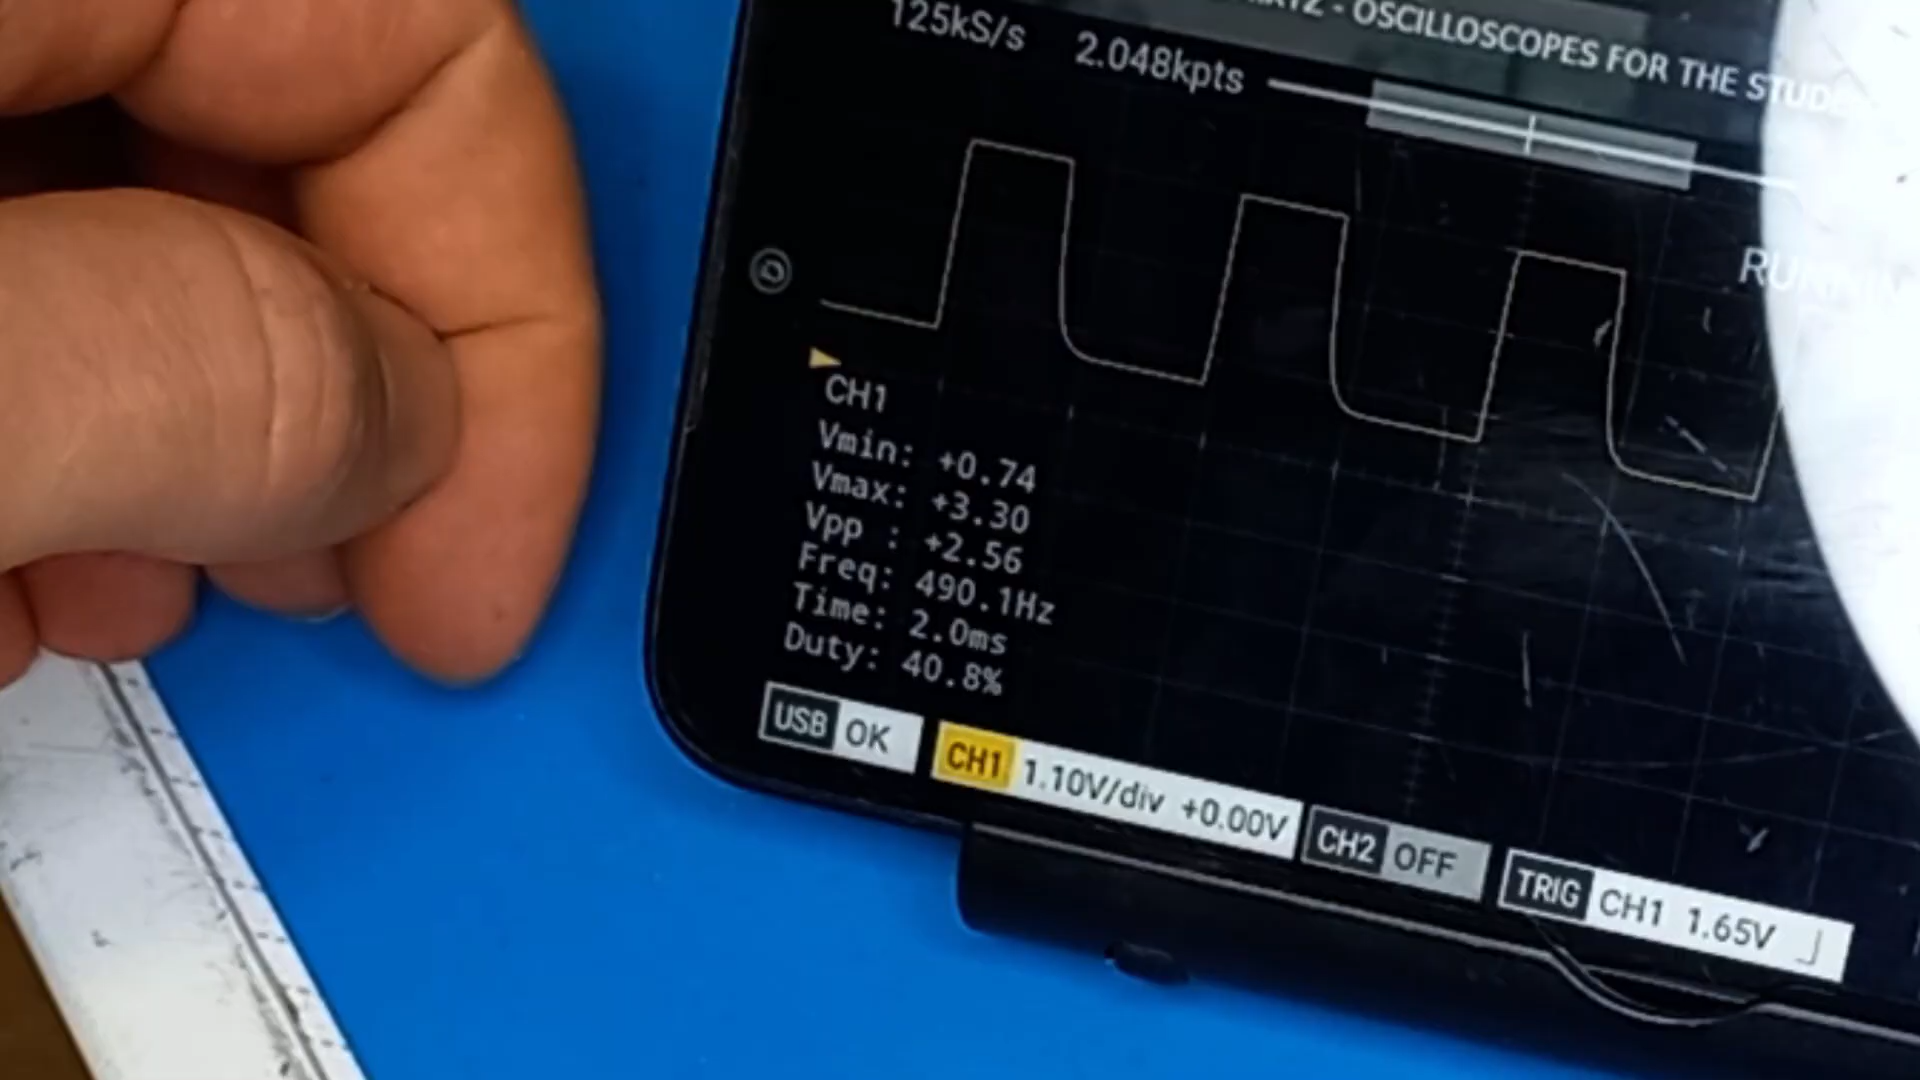 - OSCILLOSCOPES FOR THE
125kS/s 2.048kpts
CH1
Vmin: +0.74
Vmax: +3.30
Vpp : +2.56
Freq: 490.1Hz
Time: 2.0ms
Duty: 40.8%
USB OK CH1 1.10V/div +0.00V CH2 OFF TRIG CH1 1.65V